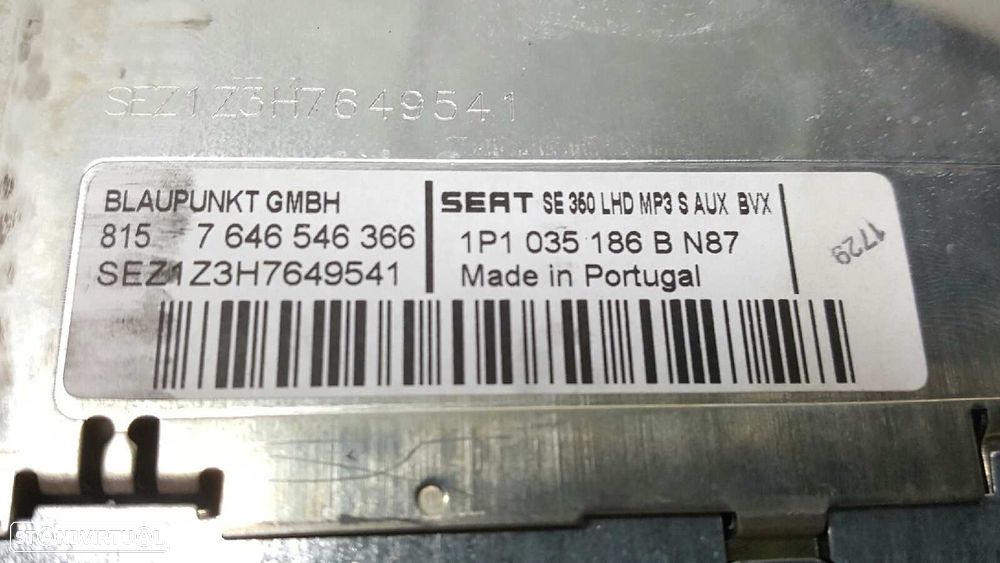 SEZ1Z3H7649541
BLAUPUNKT GMBH
815 7 646 546 366
SEZ1Z3H7649541
SEAT SE 360 LHD MP3 S AUX BVX
1P1 035 186 B N87
Made in Portugal
1729
STANDVIRTUAL